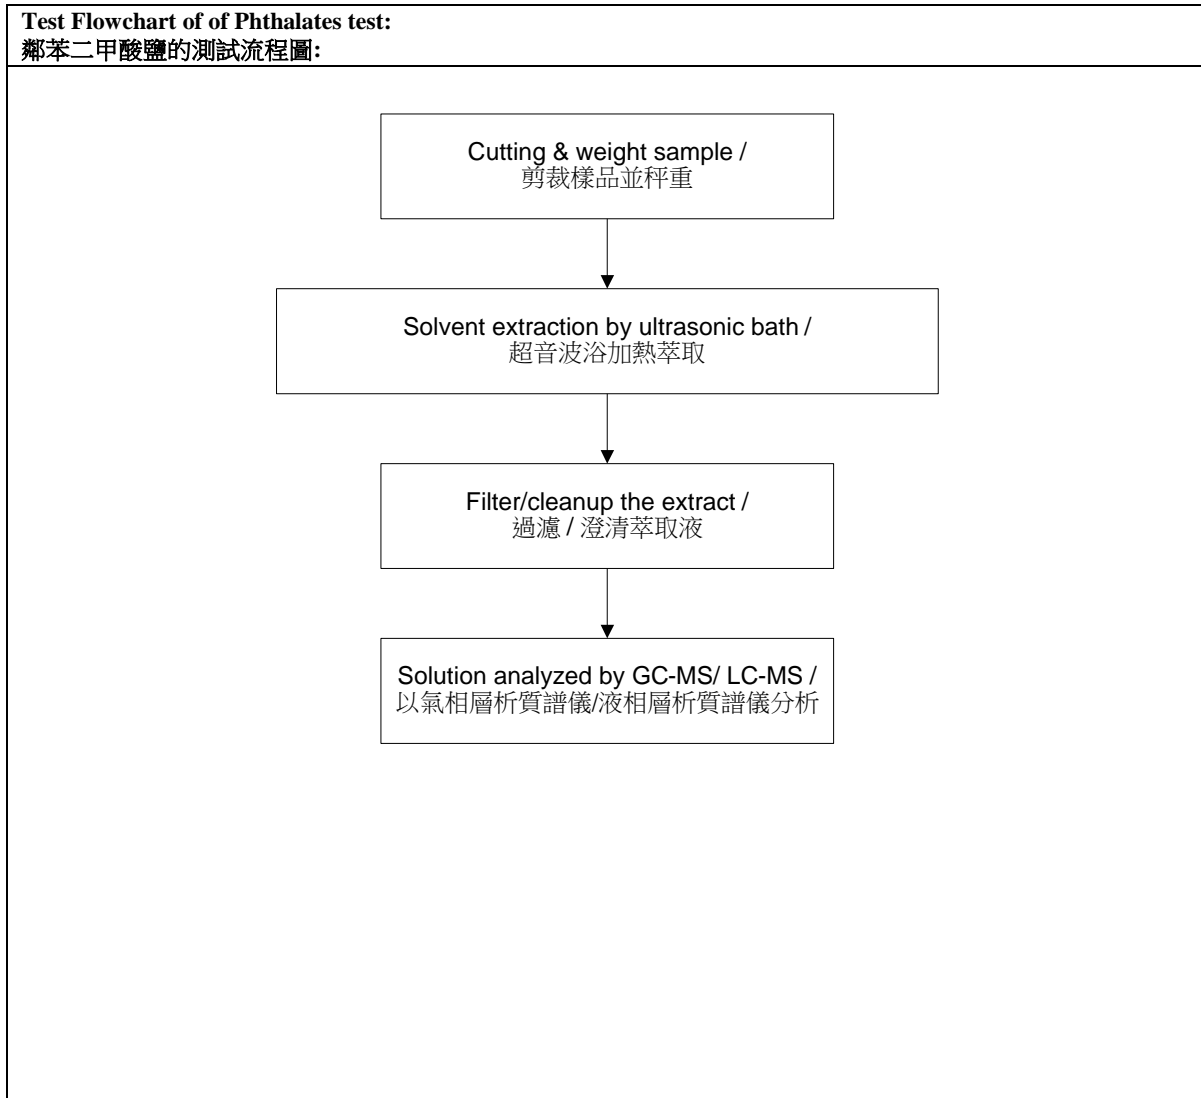 Test Flowchart of of Phthalates test:
鄰苯二甲酸鹽的測試流程圖:
Cutting & weight sample /
剪裁樣品並秤重
Solvent extraction by ultrasonic bath /
超音波浴加熱萃取
Filter/cleanup the extract /
過濾 / 澄清萃取液
Solution analyzed by GC-MS/ LC-MS /
以氣相層析質譜儀/液相層析質譜儀分析